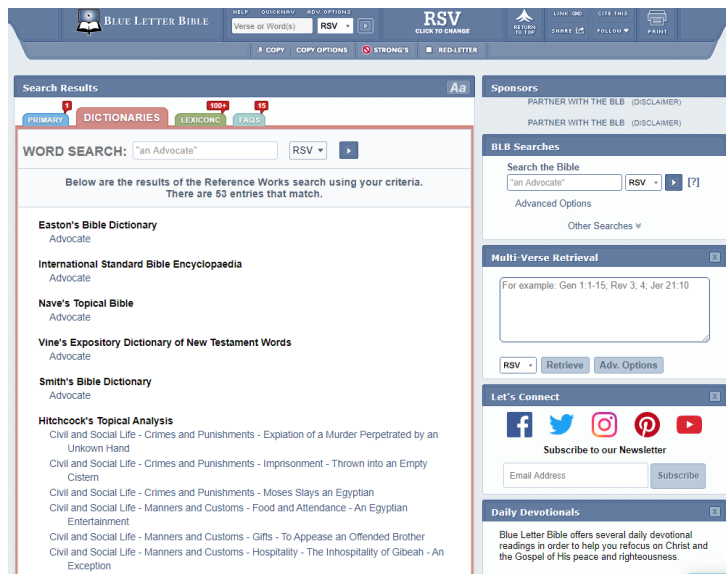 BLUE LETTER BIBLE
HELP QUICKNAV ADV. OPTIONS
Verse or Word(s)
RSV
RSV
CLICK TO CHANGE
RETURN
TO TOP
LINK
CITE THIS
SHARE
FOLLOW
PRINT
COPY
COPY OPTIONS
STRONG'S
RED-LETTER
Search Results
Aa
1
100+
15
PRIMARY
DICTIONARIES
LEXICONC
FAQS
WORD SEARCH:
"an Advocate"
RSV
Below are the results of the Reference Works search using your criteria.
There are 53 entries that match.
Easton's Bible Dictionary
Advocate
International Standard Bible Encyclopaedia
Advocate
Nave's Topical Bible
Advocate
Vine's Expository Dictionary of New Testament Words
Advocate
Smith's Bible Dictionary
Advocate
Hitchcock's Topical Analysis
Civil and Social Life - Crimes and Punishments - Expiation of a Murder Perpetrated by an
Unkown Hand
Civil and Social Life - Crimes and Punishments - Imprisonment - Thrown into an Empty
Cistern
Civil and Social Life - Crimes and Punishments - Moses Slays an Egyptian
Civil and Social Life - Manners and Customs - Food and Attendance - An Egyptian
Entertainment
Civil and Social Life - Manners and Customs - Gifts - To Appease an Offended Brother
Civil and Social Life - Manners and Customs - Hospitality - The Inhospitality of Gibeah - An
Exception
Sponsors
PARTNER WITH THE BLB (DISCLAIMER)
PARTNER WITH THE BLB (DISCLAIMER)
BLB Searches
Search the Bible
"an Advocate"
RSV
[?]
Advanced Options
Other Searches
Multi-Verse Retrieval
x
For example: Gen 1:1-15; Rev 3; 4; Jer 21:10
RSV
Retrieve
Adv. Options
Let's Connect
x
Subscribe to our Newsletter
Email Address
Subscribe
Daily Devotionals
x
Blue Letter Bible offers several daily devotional
readings in order to help you refocus on Christ and
the Gospel of His peace and righteousness.